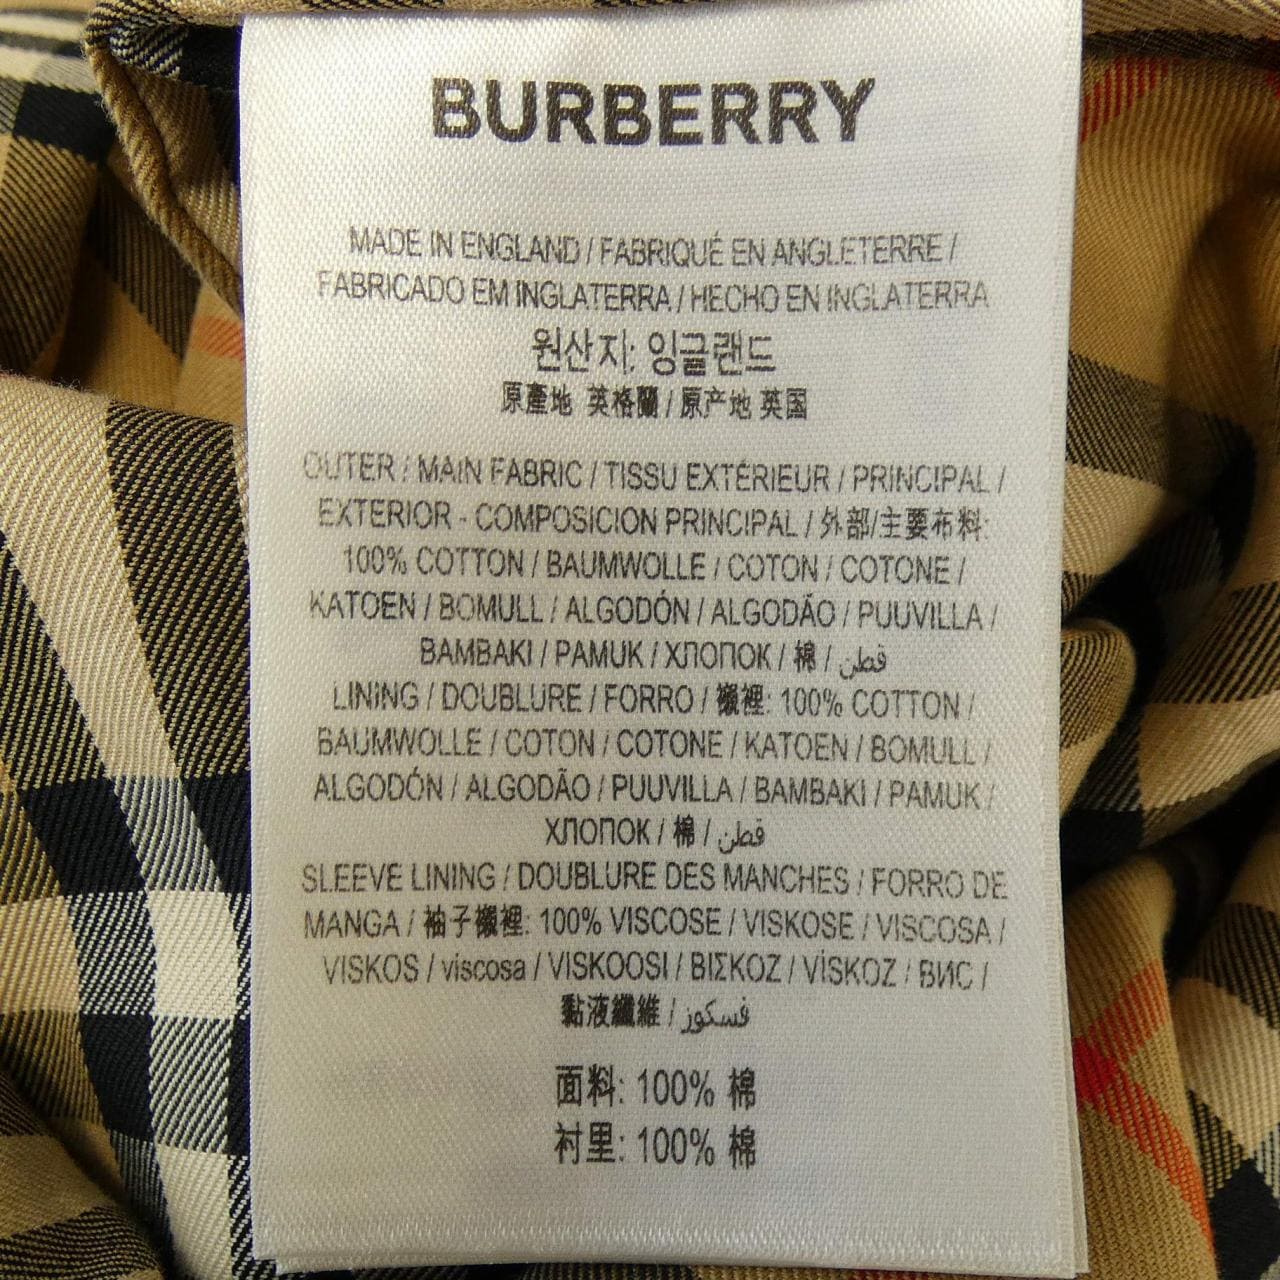 BURBERRY
MADE IN ENGLAND / FABRIQUÉ EN ANGLETERRE /
FABRICADO EM INGLATERRA / HECHO EN INGLATERRA
원산지: 잉글랜드
原產地 英格蘭 / 原产地 英国
OUTER / MAIN FABRIC / TISSU EXTÉRIEUR / PRINCIPAL /
EXTERIOR - COMPOSICION PRINCIPAL / 外部/主要布料:
100% COTTON / BAUMWOLLE / COTON / COTONE /
KATOEN / BOMULL / ALGODÓN / ALGODÃO / PUUVILLA /
BAMBAKI / PAMUK / ХЛОПОК / 棉 / قطن
LINING / DOUBLURE / FORRO / 襯裡: 100% COTTON /
BAUMWOLLE / COTON / COTONE / KATOEN / BOMULL /
ALGODÓN / ALGODÃO / PUUVILLA / BAMBAKI / PAMUK /
ХЛОПОК / 棉 / قطن
SLEEVE LINING / DOUBLURE DES MANCHES / FORRO DE
MANGA / 袖子襯裡: 100% VISCOSE / VISKOSE / VISCOSA /
VISKOS / viscosa / VISKOOSI / ΒΙΣΚΟΖ / VİSKOZ / ВИС /
黏液纖維 / فسكوز
面料: 100% 棉
衬里: 100% 棉